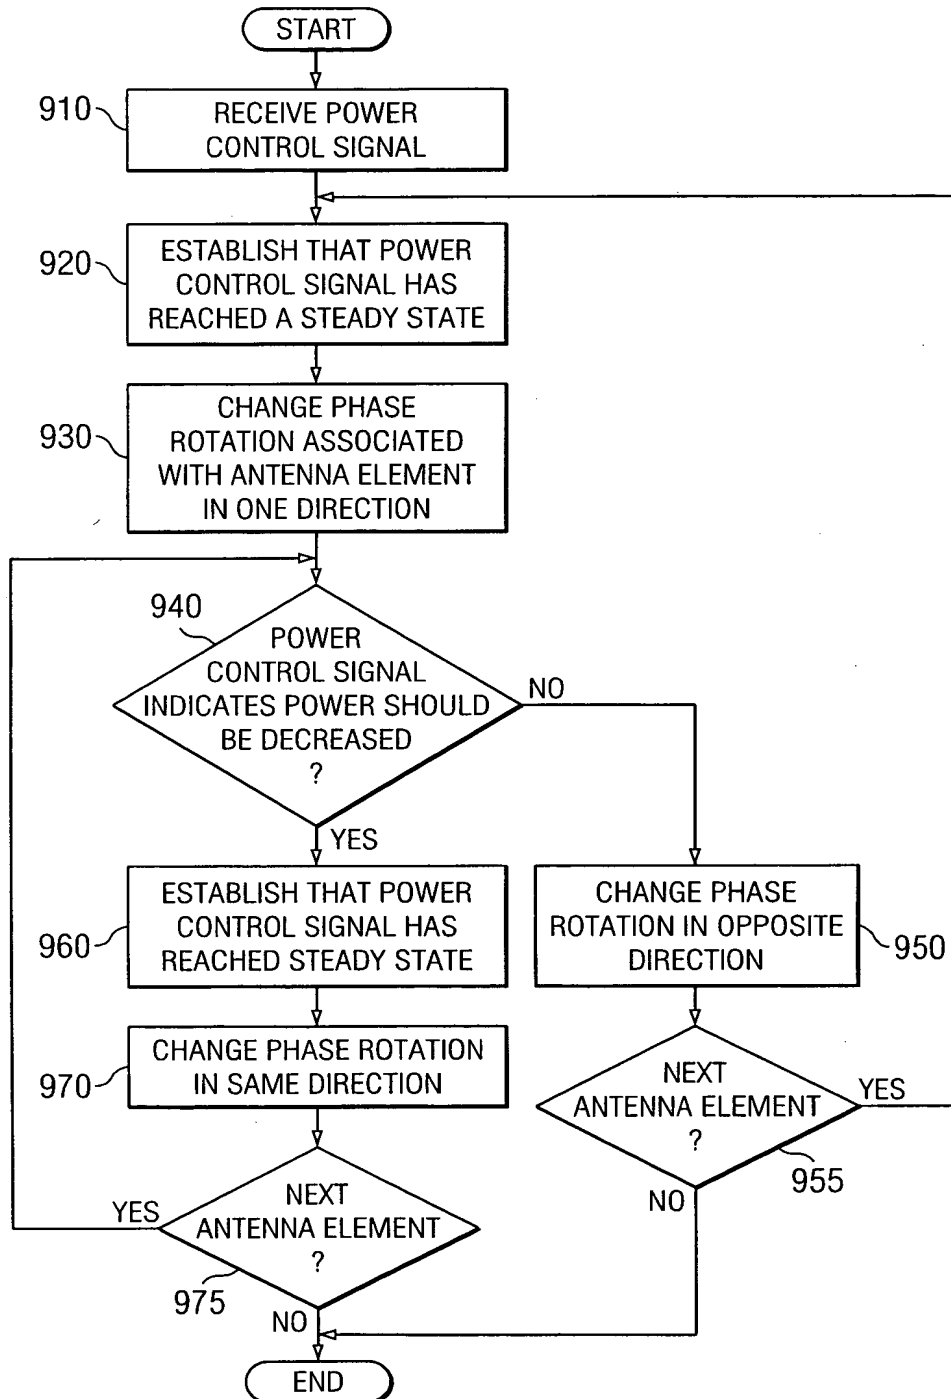 START
910
RECEIVE POWER
CONTROL SIGNAL
920
ESTABLISH THAT POWER
CONTROL SIGNAL HAS
REACHED A STEADY STATE
930
CHANGE PHASE
ROTATION ASSOCIATED
WITH ANTENNA ELEMENT
IN ONE DIRECTION
940
POWER
CONTROL SIGNAL
INDICATES POWER SHOULD
BE DECREASED
?
NO
YES
960
ESTABLISH THAT POWER
CONTROL SIGNAL HAS
REACHED STEADY STATE
CHANGE PHASE
ROTATION IN OPPOSITE
DIRECTION
950
970
CHANGE PHASE ROTATION
IN SAME DIRECTION
NEXT
ANTENNA ELEMENT
?
YES
955
NO
YES
NEXT
ANTENNA ELEMENT
?
975
NO
END